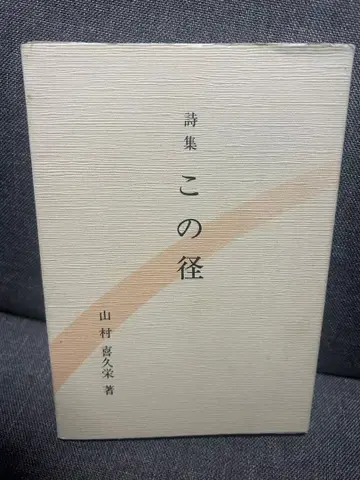 詩集 この径
山村 喜久栄 著